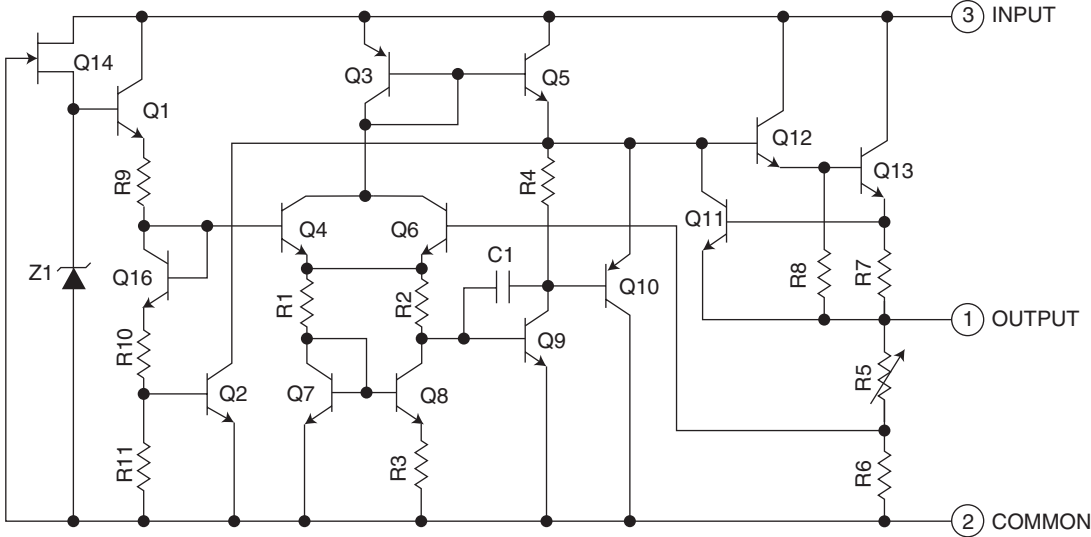 3 INPUT
Q14
Q3
Q5
Q1
Q12
Q13
R9
R4
Q11
Q4
Q6
C1
Z1
Q16
R1
R2
Q10
R8
R7
1 OUTPUT
R10
Q9
R5
Q2
Q7
Q8
R11
R3
R6
2 COMMON